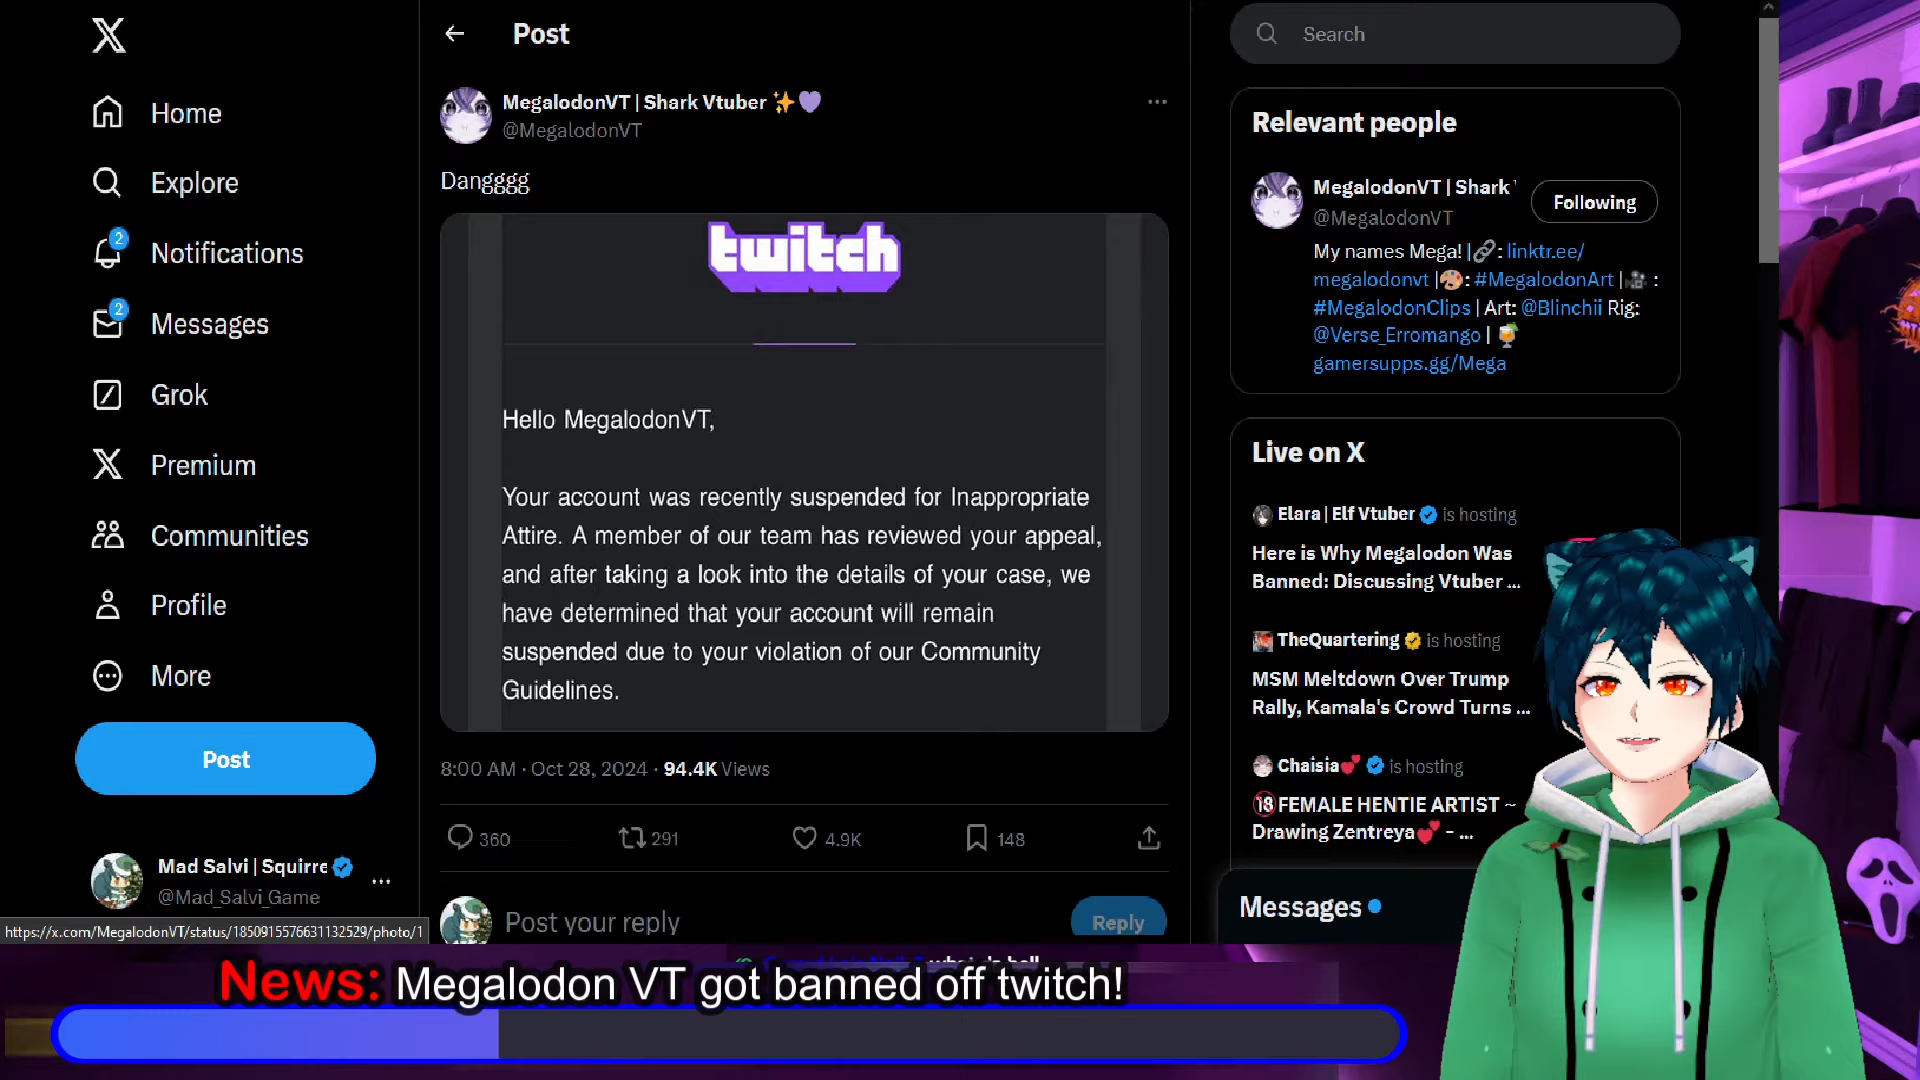 Home
Explore
2
Notifications
2
Messages
Grok
Premium
Communities
Profile
More
Post
Mad Salvi | Squirre
@Mad_Salvi_Game
https://x.com/MegalodonVT/status/1850915576631132529/photo/1
Post
MegalodonVT | Shark Vtuber ✨💜
@MegalodonVT
Dangggg
twitch
Hello MegalodonVT,
Your account was recently suspended for Inappropriate
Attire. A member of our team has reviewed your appeal,
and after taking a look into the details of your case, we
have determined that your account will remain
suspended due to your violation of our Community
Guidelines.
8:00 AM · Oct 28, 2024 · 94.4K Views
360
291
4.9K
148
Post your reply
Reply
Search
Relevant people
MegalodonVT | Shark
Following
@MegalodonVT
My names Mega! |🔗: linktr.ee/
megalodonvt |🎨: #MegalodonArt |🎥 :
#MegalodonClips | Art: @Blinchii Rig:
@Verse_Erromango | 🍹
gamersupps.gg/Mega
Live on X
Elara | Elf Vtuber is hosting
Here is Why Megalodon Was
Banned: Discussing Vtuber ...
TheQuartering is hosting
MSM Meltdown Over Trump
Rally, Kamala's Crowd Turns ...
Chaisia💕 is hosting
🔞FEMALE HENTIE ARTIST ~
Drawing Zentreya💕 - ...
Messages
News: Megalodon VT got banned off twitch!